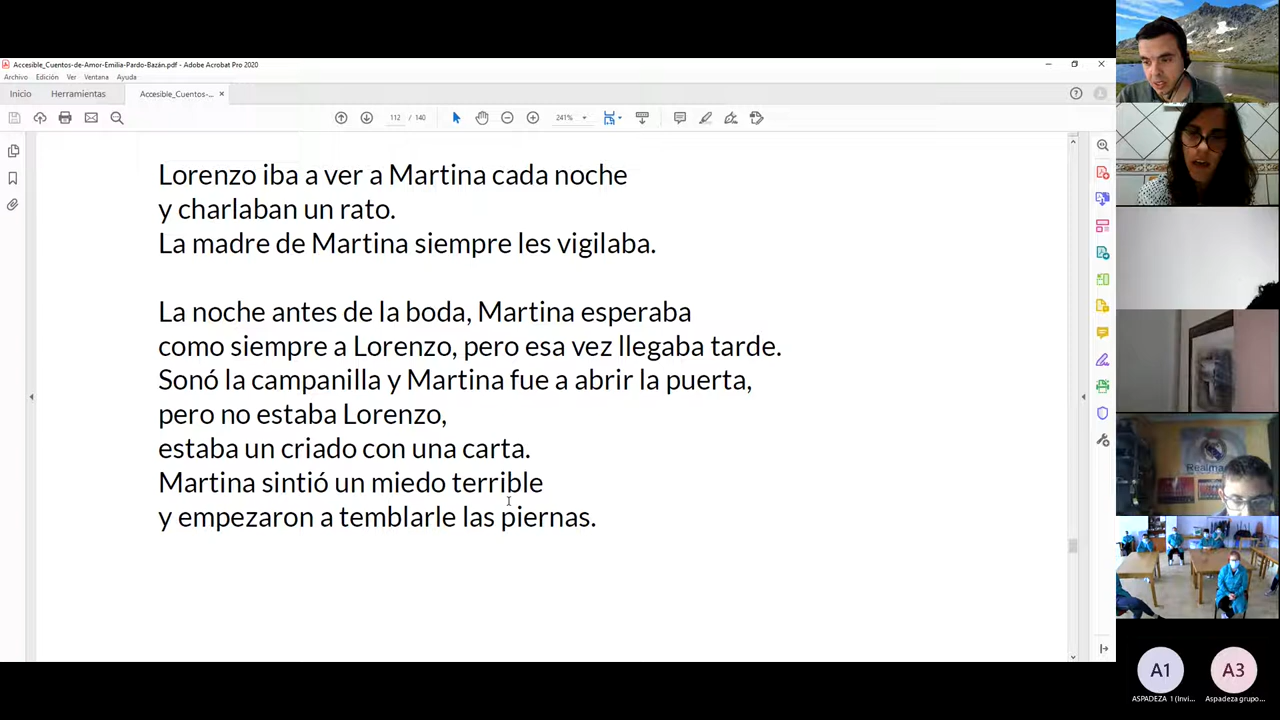 Accesible_Cuentos-de-Amor-Emilia-Pardo-Bazán.pdf - Adobe Acrobat Pro 2020
Archivo Edición Ver Ventana Ayuda
Inicio Herramientas Accesible_Cuentos-...
112 / 140 241%
Lorenzo iba a ver a Martina cada noche
y charlaban un rato.
La madre de Martina siempre les vigilaba.
La noche antes de la boda, Martina esperaba
como siempre a Lorenzo, pero esa vez llegaba tarde.
Sonó la campanilla y Martina fue a abrir la puerta,
pero no estaba Lorenzo,
estaba un criado con una carta.
Martina sintió un miedo terrible
y empezaron a temblarle las piernas.
Realma
A1 A3
ASPADEZA 1 (Invi... Aspadeza grupo...